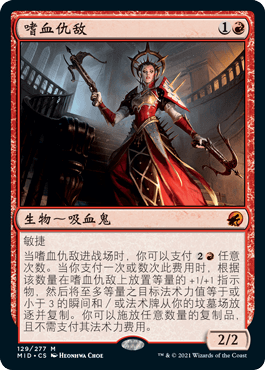 嗜血仇敌 1
生物～吸血鬼
敏捷
当嗜血仇敌进战场时，你可以支付 2 任意
次数。当你支付一次或数次此费用时，根据
该数量在嗜血仇敌上放置等量的 +1/+1 指示
物，然后将至多等量之目标法术力值等于或
小于 3 的瞬间和／或法术牌从你的坟墓场放
逐并复制。你可以施放任意数量的复制品，
且不需支付其法术力费用。
2/2
129/277 M
MID • CS HEONHWA CHOE
™ & © 2021 Wizards of the Coast